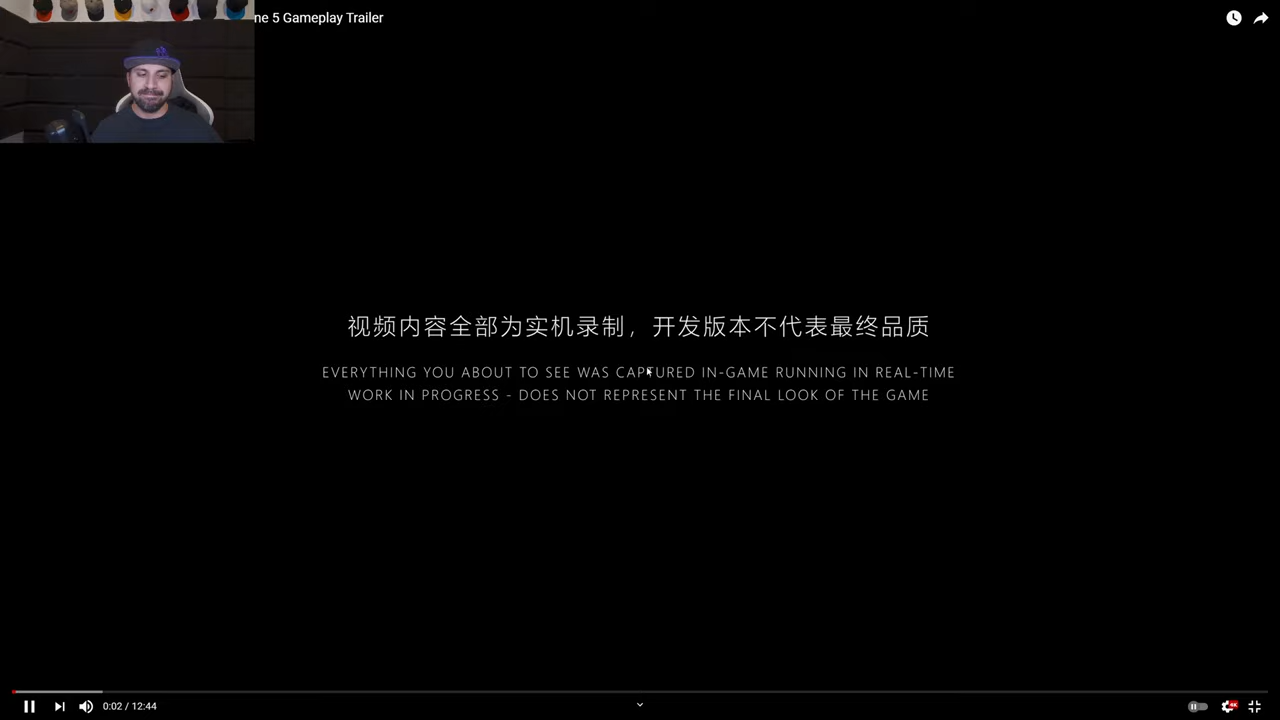 ne 5 Gameplay Trailer
视频内容全部为实机录制，开发版本不代表最终品质
EVERYTHING YOU ABOUT TO SEE WAS CAPTURED IN-GAME RUNNING IN REAL-TIME
WORK IN PROGRESS - DOES NOT REPRESENT THE FINAL LOOK OF THE GAME
0:02 / 12:44
4K